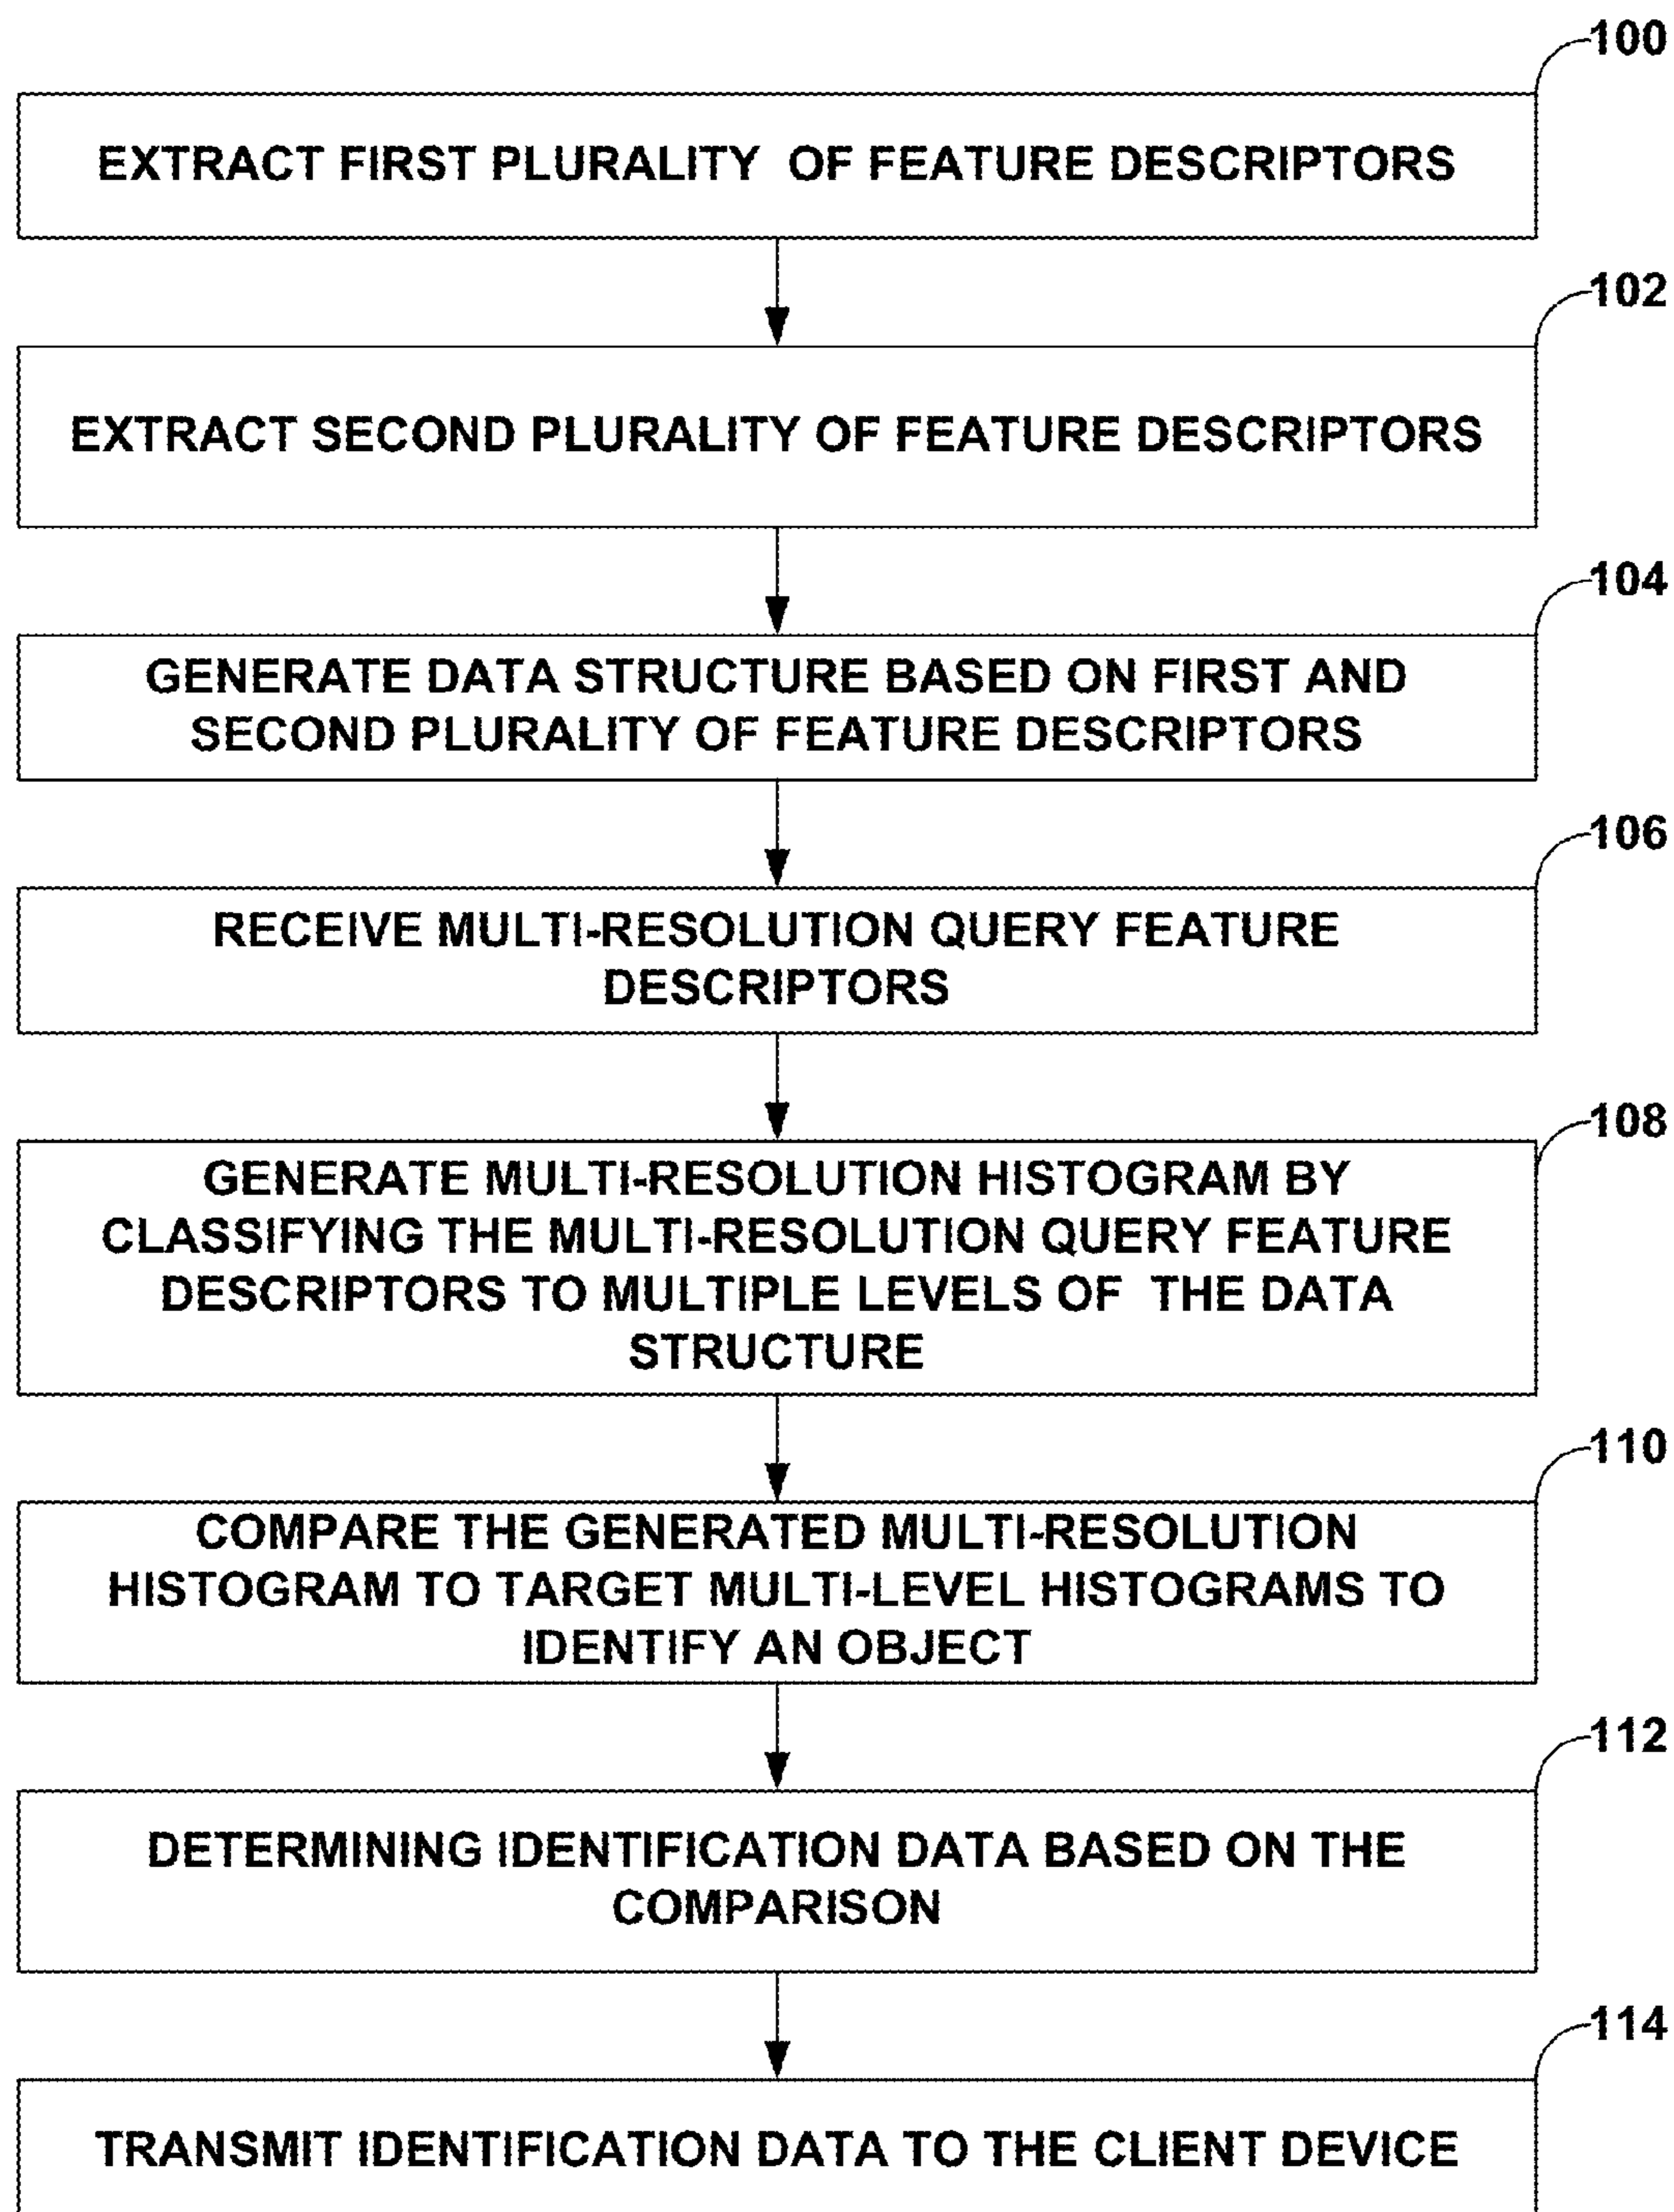 100
EXTRACT FIRST PLURALITY OF FEATURE DESCRIPTORS
102
EXTRACT SECOND PLURALITY OF FEATURE DESCRIPTORS
104
GENERATE DATA STRUCTURE BASED ON FIRST AND
SECOND PLURALITY OF FEATURE DESCRIPTORS
106
RECEIVE MULTI-RESOLUTION QUERY FEATURE
DESCRIPTORS
108
GENERATE MULTI-RESOLUTION HISTOGRAM BY
CLASSIFYING THE MULTI-RESOLUTION QUERY FEATURE
DESCRIPTORS TO MULTIPLE LEVELS OF THE DATA
STRUCTURE
110
COMPARE THE GENERATED MULTI-RESOLUTION
HISTOGRAM TO TARGET MULTI-LEVEL HISTOGRAMS TO
IDENTIFY AN OBJECT
112
DETERMINING IDENTIFICATION DATA BASED ON THE
COMPARISON
114
TRANSMIT IDENTIFICATION DATA TO THE CLIENT DEVICE